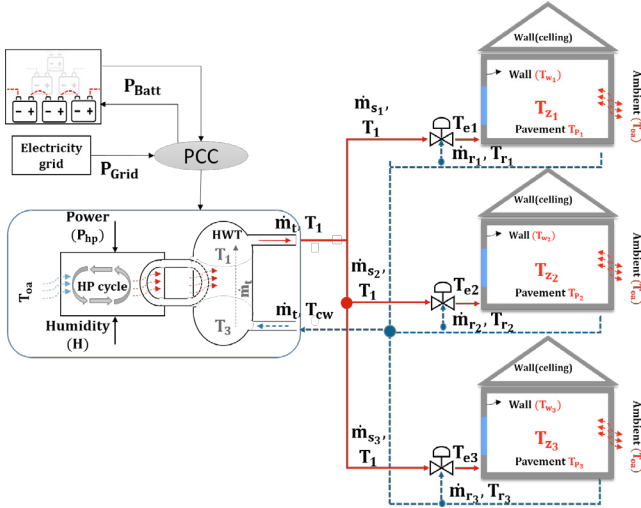 P_Batt
Electricity
grid
P_Grid
PCC
Power
(P_hp)
T_oa
HP cycle
Humidity
(H)
HWT
T_1
ṁ_t
T_3
ṁ_t, T_1
ṁ_t, T_cw
ṁ_s1,
T_1
T_e1
ṁ_r1, T_r1
Wall(celling)
Wall (T_w1)
T_z1
Pavement T_p1
Ambient (T_oa)
ṁ_s2,
T_1
T_e2
ṁ_r2, T_r2
Wall(celling)
Wall (T_w2)
T_z2
Pavement T_p2
Ambient (T_oa)
ṁ_s3,
T_1
T_e3
ṁ_r3, T_r3
Wall(celling)
Wall (T_w3)
T_z3
Pavement T_p3
Ambient (T_oa)